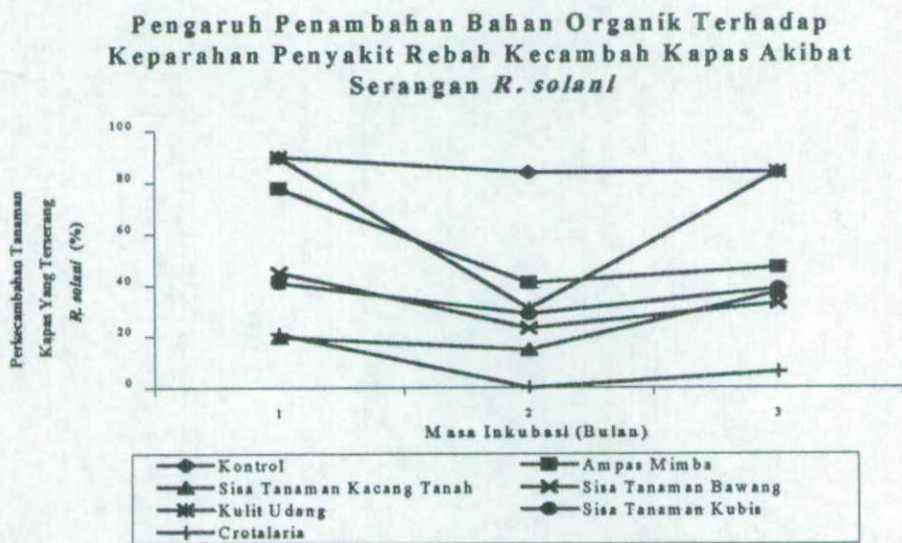 Pengaruh Penambahan Bahan Organik Terhadap
Keparahan Penyakit Rebah Kecambah Kapas Akibat
Serangan R. solani
Perkecambahan Tanaman
Kapas Yang Terserang
R. solani (%)
100
80
60
40
20
0
1
2
3
Masa Inkubasi (Bulan)
Kontrol
Ampas Mimba
Sisa Tanaman Kacang Tanah
Sisa Tanaman Bawang
Kulit Udang
Sisa Tanaman Kubis
Crotalaria